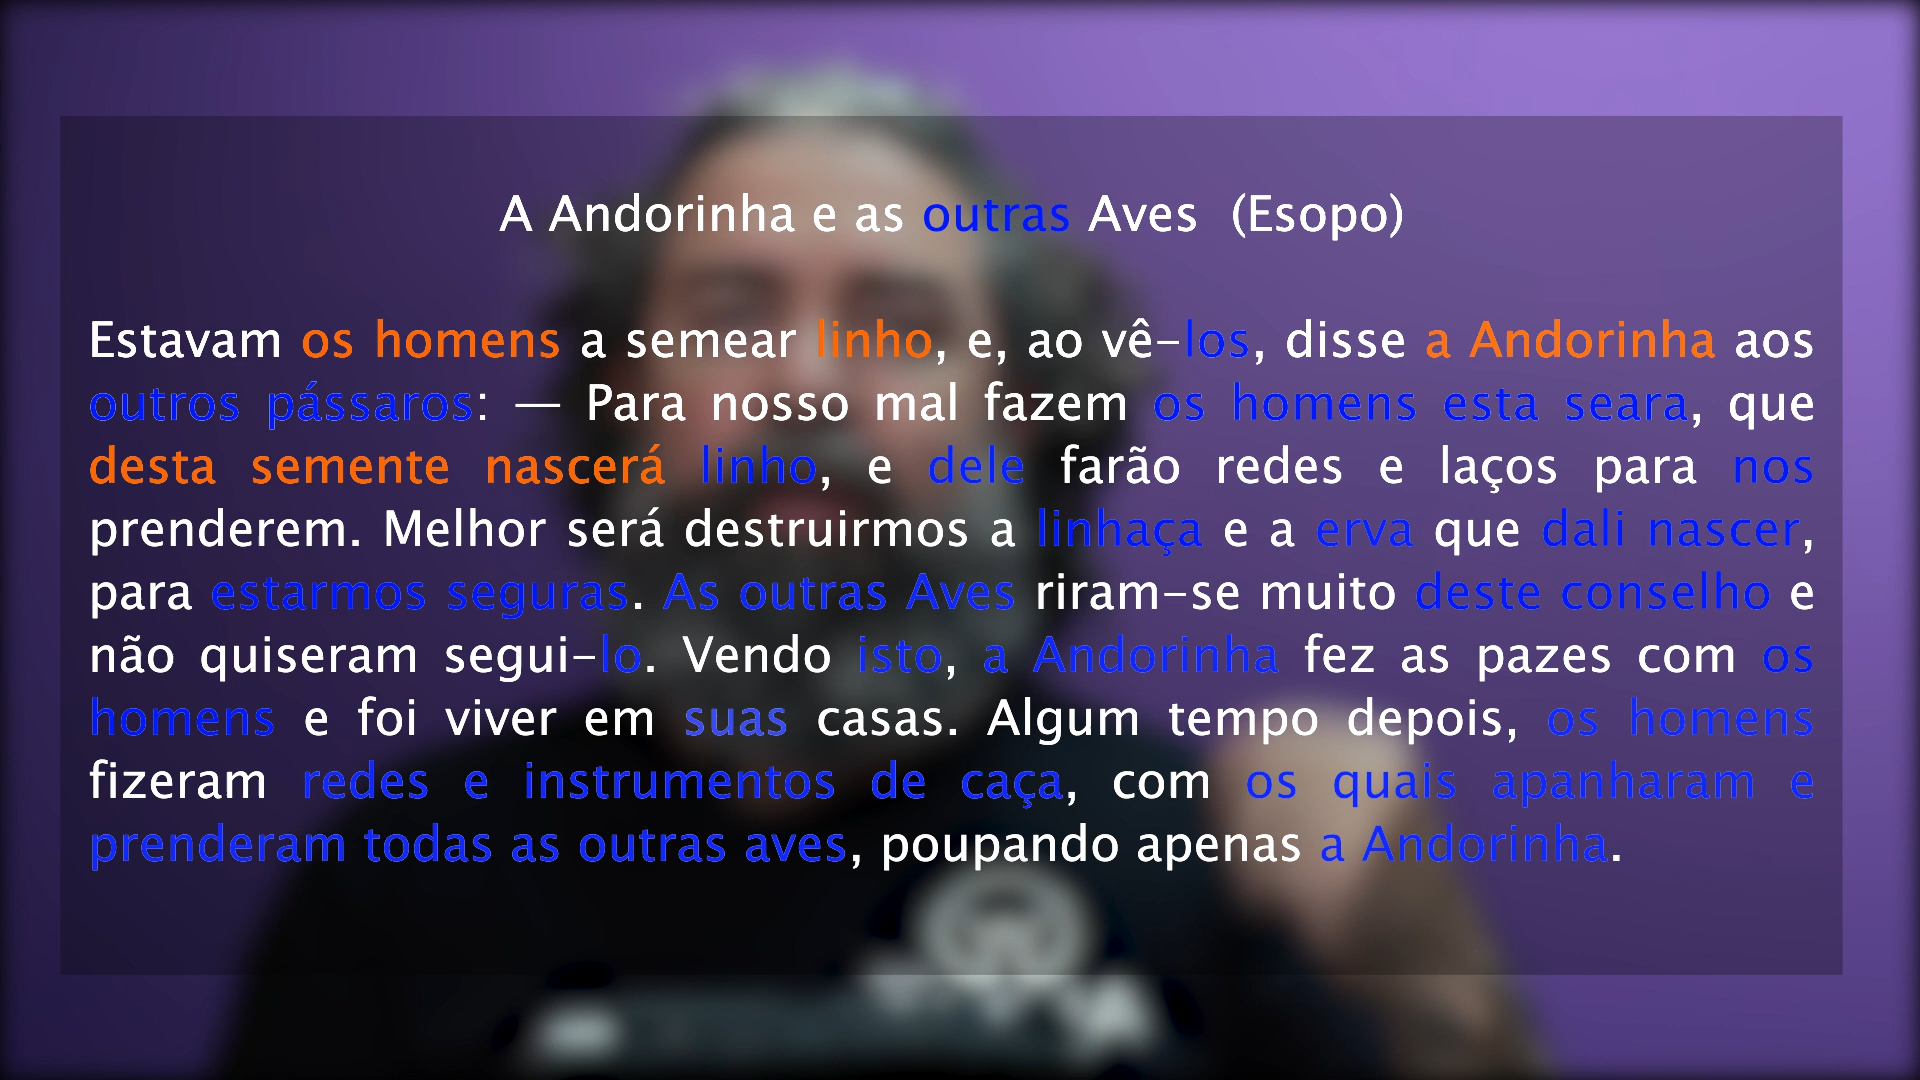 A Andorinha e as outras Aves (Esopo)
Estavam os homens a semear linho, e, ao vê-los, disse a Andorinha aos
outros pássaros: — Para nosso mal fazem os homens esta seara, que
desta semente nascerá linho, e dele farão redes e laços para nos
prenderem. Melhor será destruirmos a linhaça e a erva que dali nascer,
para estarmos seguras. As outras Aves riram-se muito deste conselho e
não quiseram segui-lo. Vendo isto, a Andorinha fez as pazes com os
homens e foi viver em suas casas. Algum tempo depois, os homens
fizeram redes e instrumentos de caça, com os quais apanharam e
prenderam todas as outras aves, poupando apenas a Andorinha.